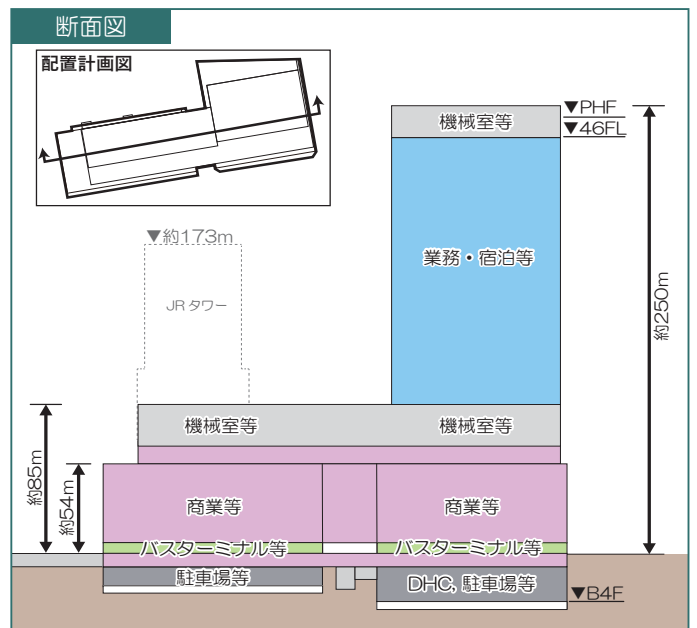 断面図
配置計画図
▼PHF
機械室等
▼46FL
▼約173m
業務・宿泊等
JRタワー
約250m
機械室等
機械室等
約85m
約54m
商業等
商業等
バスターミナル等
バスターミナル等
駐車場等
DHC, 駐車場等
▼B4F